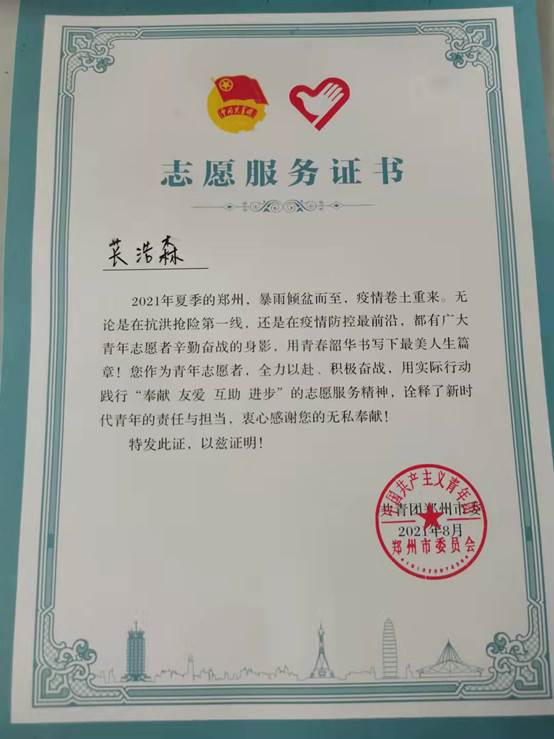 中国共青团
志愿服务证书
苌浩森
2021年夏季的郑州，暴雨倾盆而至，疫情卷土重来。无
论是在抗洪抢险第一线，还是在疫情防控最前沿，都有广大
青年志愿者辛勤奋战的身影，用青春韶华书写下最美人生篇
章！您作为青年志愿者，全力以赴、积极奋战，用实际行动
践行“奉献 友爱 互助 进步”的志愿服务精神，诠释了新时
代青年的责任与担当，衷心感谢您的无私奉献！
特发此证，以兹证明！
中国共产主义青年团
共青团郑州市委
2021年8月
郑州市委员会